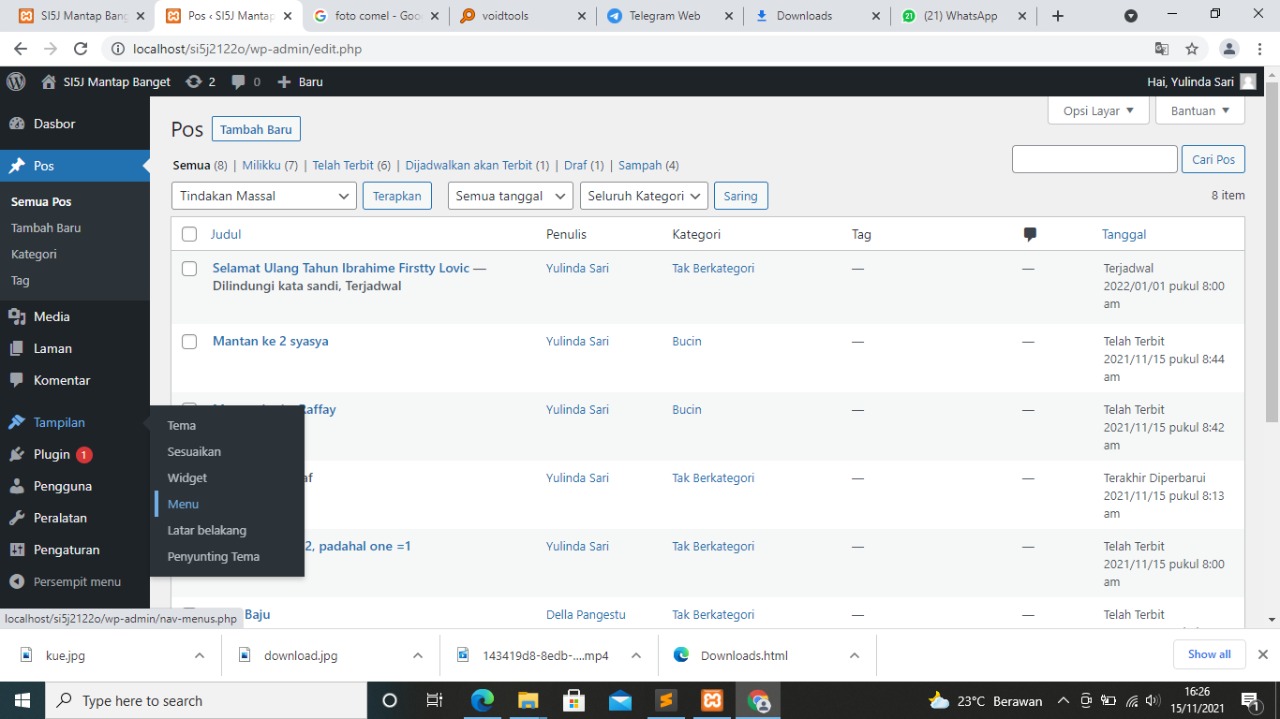 SI5J Mantap Bang
Pos ‹ SI5J Mantap
foto comel - Goo
voidtools
Telegram Web
Downloads
(21) WhatsApp
localhost/si5j2122o/wp-admin/edit.php
SI5J Mantap Banget
2
0
Baru
Hai, Yulinda Sari
Dasbor
Pos
Semua Pos
Tambah Baru
Kategori
Tag
Media
Laman
Komentar
Tampilan
Plugin 1
Pengguna
Peralatan
Pengaturan
Persempit menu
Tema
Sesuaikan
Widget
Menu
Latar belakang
Penyunting Tema
Opsi Layar
Bantuan
Pos Tambah Baru
Semua (8) | Milikku (7) | Telah Terbit (6) | Dijadwalkan akan Terbit (1) | Draf (1) | Sampah (4)
Cari Pos
Tindakan Massal
Terapkan
Semua tanggal
Seluruh Kategori
Saring
8 item
Judul Penulis Kategori Tag Tanggal
Selamat Ulang Tahun Ibrahime Firstty Lovic — Yulinda Sari Tak Berkategori — — Terjadwal
Dilindungi kata sandi, Terjadwal 2022/01/01 pukul 8:00
am
Mantan ke 2 syasya Yulinda Sari Bucin — — Telah Terbit
2021/11/15 pukul 8:44
am
Raffay Yulinda Sari Bucin — — Telah Terbit
2021/11/15 pukul 8:42
am
Yulinda Sari Tak Berkategori — — Terakhir Diperbarui
2021/11/15 pukul 8:13
am
2, padahal one =1 Yulinda Sari Tak Berkategori — — Telah Terbit
2021/11/15 pukul 8:00
am
Baju Della Pangestu Tak Berkategori — — Telah Terbit
localhost/si5j2122o/wp-admin/nav-menus.php
kue.jpg
download.jpg
143419d8-8edb-....mp4
Downloads.html
Show all
Type here to search
23°C Berawan
16:26
15/11/2021
1